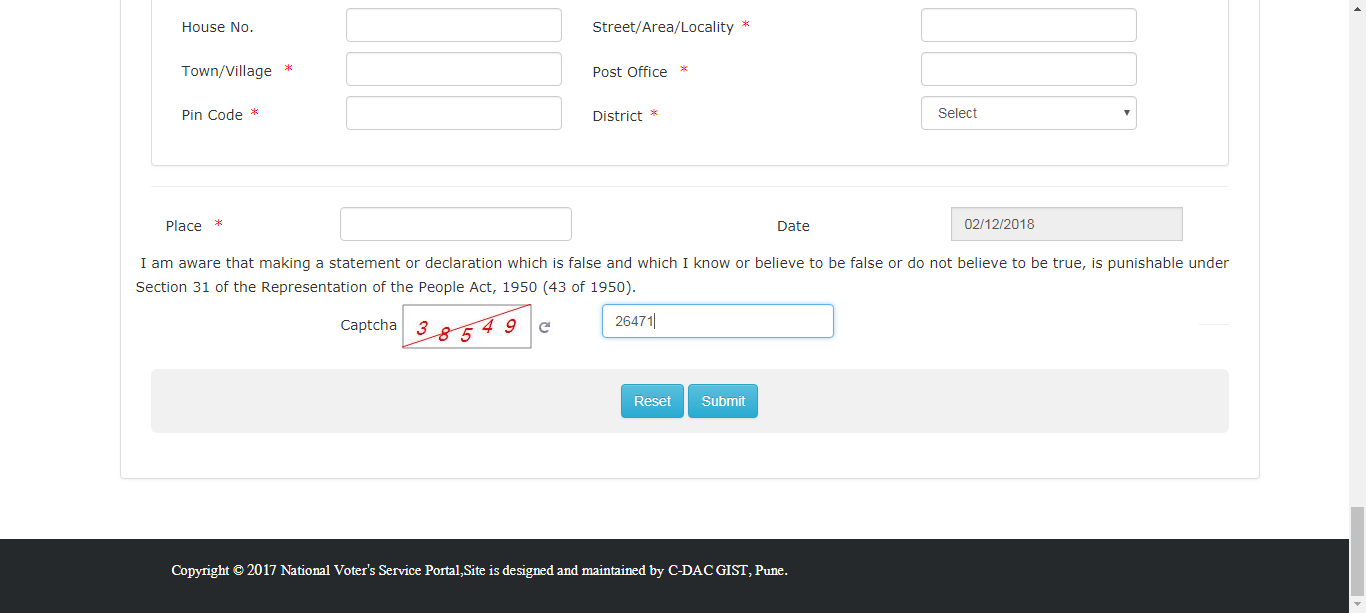 House No. Street/Area/Locality *
Town/Village * Post Office *
Pin Code * District * Select
Place * Date 02/12/2018
I am aware that making a statement or declaration which is false and which I know or believe to be false or do not believe to be true, is punishable under
Section 31 of the Representation of the People Act, 1950 (43 of 1950).
Captcha 3 8 5 4 9 26471
Reset Submit
Copyright © 2017 National Voter's Service Portal,Site is designed and maintained by C-DAC GIST, Pune.